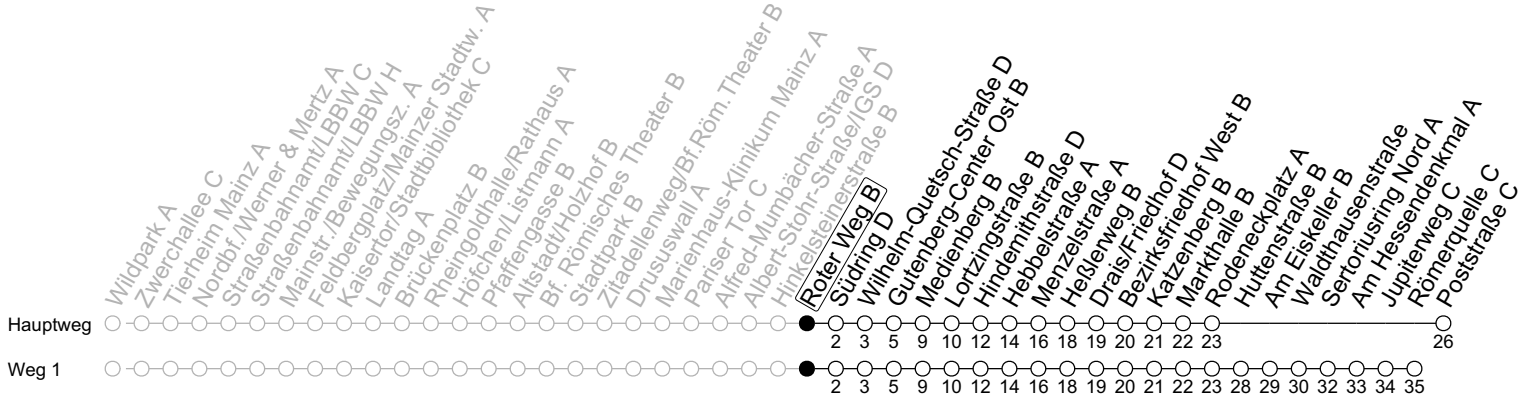 Wildpark A
Zwerchallee C
Tierheim Mainz A
Nordbf./Werner & Mertz A
Straßenbahnamt/LBBW C
Straßenbahnamt/LBBW H
Mainstr./Bewegungsz. A
Feldbergplatz/Mainzer Stadtw. A
Kaisertor/Stadtbibliothek C
Landtag A
Brückenplatz B
Rheingoldhalle/Rathaus A
Höfchen/Listmann A
Pfaffengasse B
Altstadt/Holzhof B
Bf. Römisches Theater B
Stadtpark B
Zitadellenweg/Bf.Röm.Theater B
Drususwall A
Marienhaus-Klinikum Mainz A
Pariser Tor C
Alfred-Mumbächer-Straße A
Albert-Stohr-Straße/IGS D
Hinkelsteinerstraße B
Roter Weg B
Südring D
Wilhelm-Quetsch-Straße D
Gutenberg-Center Ost B
Medienberg B
Lortzingstraße B
Hindemithstraße D
Hebbelstraße A
Menzelstraße A
Heßlerweg B
Drais/Friedhof D
Bezirksfriedhof West B
Katzenberg B
Markthalle B
Rodeneckplatz A
Huttenstraße B
Am Eiskeller B
Waldthausenstraße
Sertoriusring Nord A
Am Hessendenkmal A
Jupiterweg C
Römerquelle C
Poststraße C
Hauptweg
2 3 5 9 10 12 14 16 18 19 20 21 22 23 26
Weg 1
2 3 5 9 10 12 14 16 18 19 20 21 22 23 28 29 30 32 33 34 35